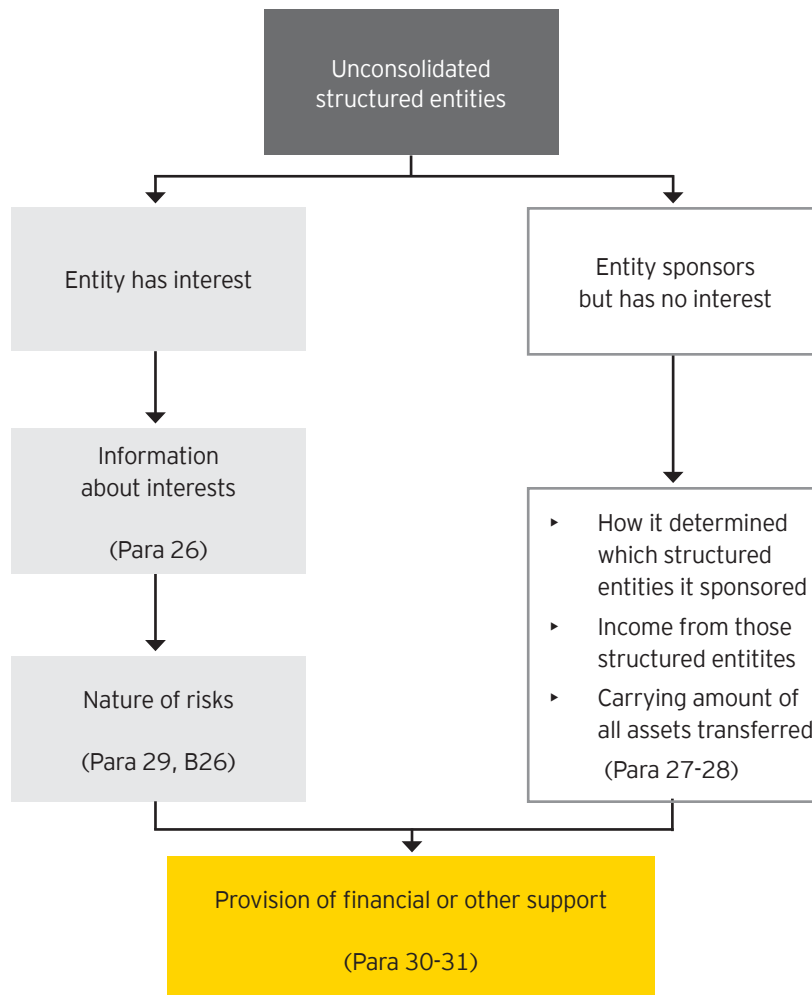 Unconsolidated
structured entities
Entity has interest
Entity sponsors
but has no interest
Information
about interests
(Para 26)
Nature of risks
(Para 29, B26)
‣ How it determined
which structured
entities it sponsored
‣ Income from those
structured entitites
‣ Carrying amount of
all assets transferred
(Para 27-28)
Provision of financial or other support
(Para 30-31)